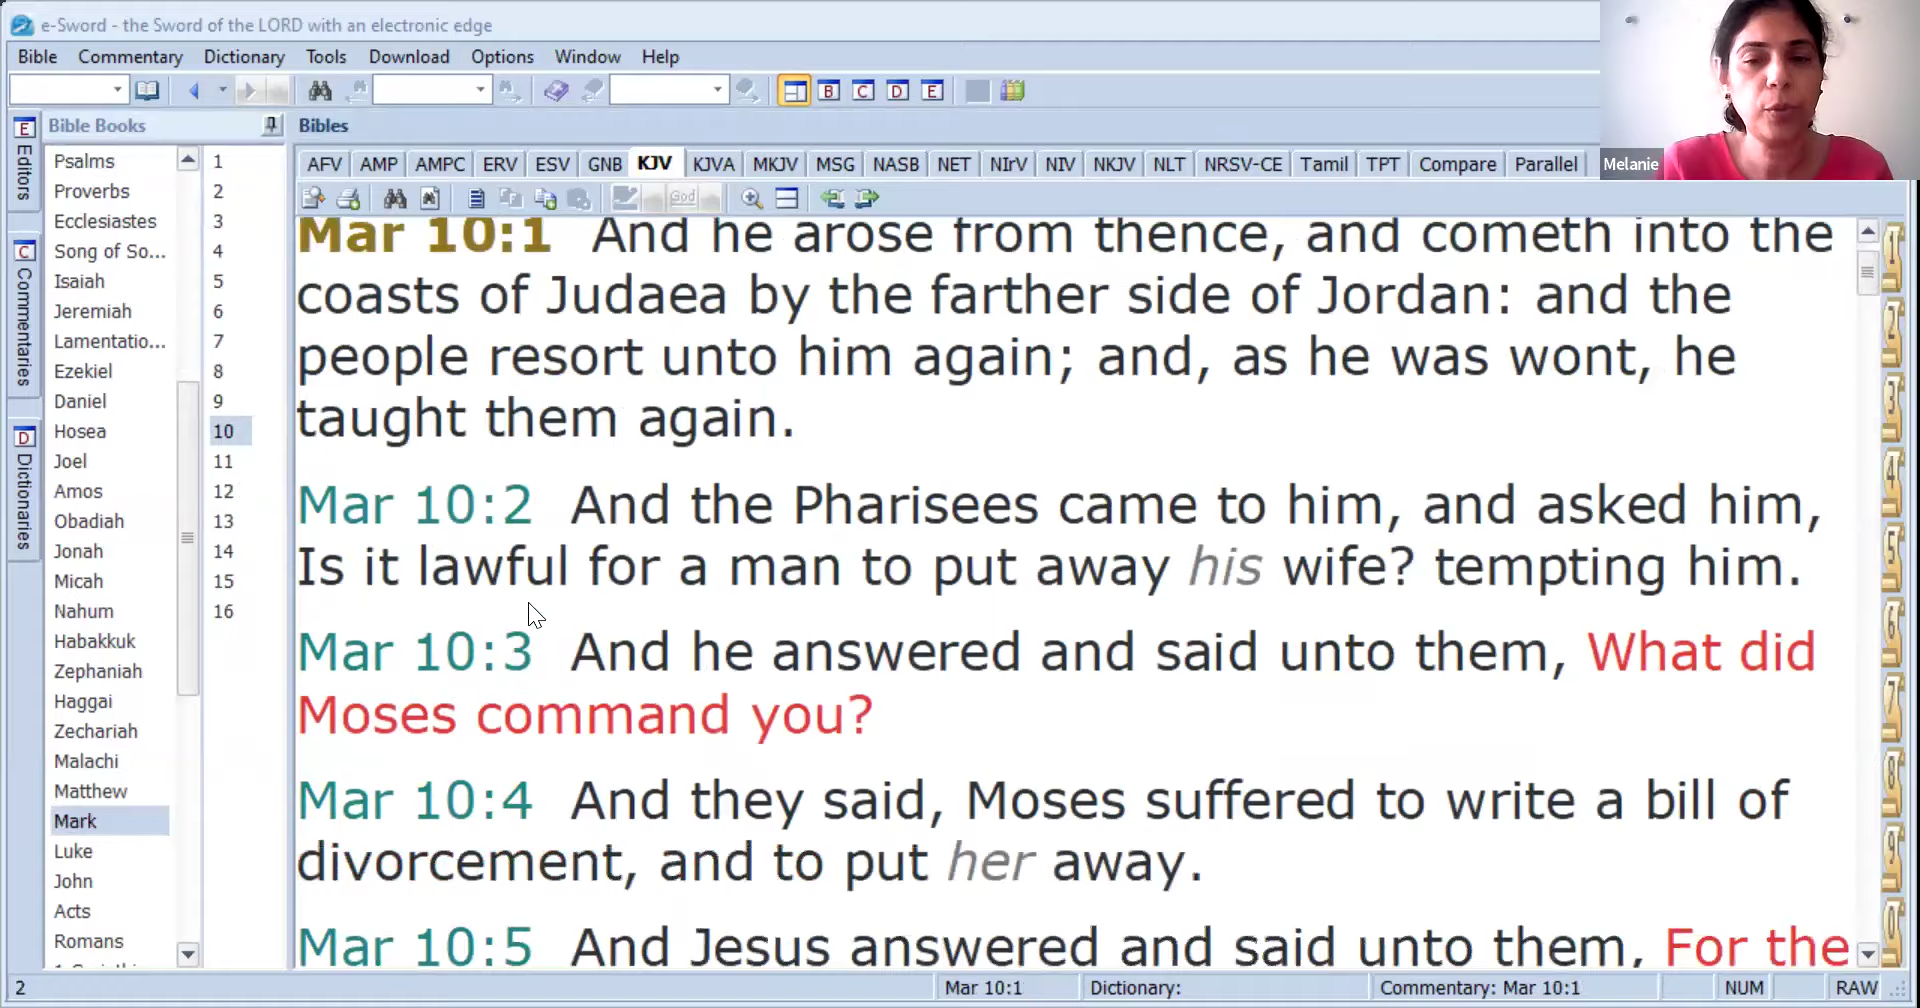 e-Sword - the Sword of the LORD with an electronic edge
Bible Commentary Dictionary Tools Download Options Window Help
B C D E
E Editors
C Commentaries
D Dictionaries
Bible Books
Psalms
Proverbs
Ecclesiastes
Song of So...
Isaiah
Jeremiah
Lamentatio...
Ezekiel
Daniel
Hosea
Joel
Amos
Obadiah
Jonah
Micah
Nahum
Habakkuk
Zephaniah
Haggai
Zechariah
Malachi
Matthew
Mark
Luke
John
Acts
Romans
1
2
3
4
5
6
7
8
9
10
11
12
13
14
15
16
Bibles
AFV AMP AMPC ERV ESV GNB KJV KJVA MKJV MSG NASB NET NIrV NIV NKJV NLT NRSV-CE Tamil TPT Compare Parallel
God
Melanie
Mar 10:1 And he arose from thence, and cometh into the
coasts of Judaea by the farther side of Jordan: and the
people resort unto him again; and, as he was wont, he
taught them again.
Mar 10:2 And the Pharisees came to him, and asked him,
Is it lawful for a man to put away his wife? tempting him.
Mar 10:3 And he answered and said unto them, What did
Moses command you?
Mar 10:4 And they said, Moses suffered to write a bill of
divorcement, and to put her away.
Mar 10:5 And Jesus answered and said unto them, For the
1
2
3
4
5
6
7
8
9
2 Mar 10:1 Dictionary: Commentary: Mar 10:1 NUM RAW